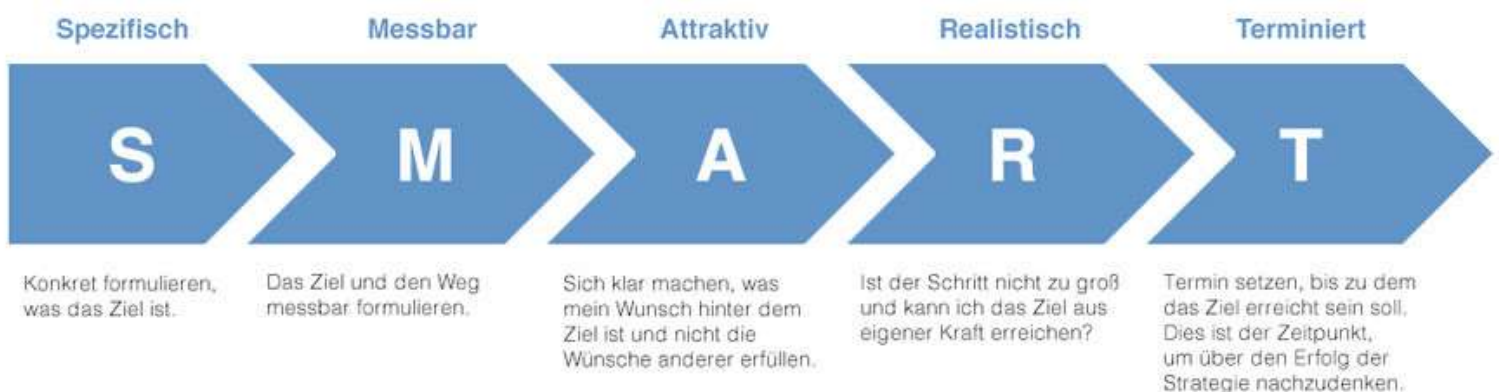 Spezifisch
Messbar
Attraktiv
Realistisch
Terminiert
S
M
A
R
T
Konkret formulieren,
was das Ziel ist.
Das Ziel und den Weg
messbar formulieren.
Sich klar machen, was
mein Wunsch hinter dem
Ziel ist und nicht die
Wünsche anderer erfüllen.
Ist der Schritt nicht zu groß
und kann ich das Ziel aus
eigener Kraft erreichen?
Termin setzen, bis zu dem
das Ziel erreicht sein soll.
Dies ist der Zeitpunkt,
um über den Erfolg der
Strategie nachzudenken.